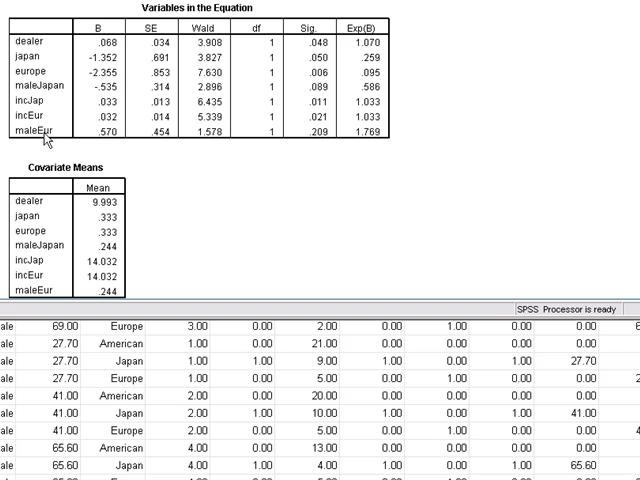 Variables in the Equation
B SE Wald df Sig. Exp(B)
dealer .068 .034 3.908 1 .048 1.070
japan -1.352 .691 3.827 1 .050 .259
europe -2.355 .853 7.630 1 .006 .095
maleJapan -.535 .314 2.896 1 .089 .586
incJap .033 .013 6.435 1 .011 1.033
incEur .032 .014 5.339 1 .021 1.033
maleEur .570 .454 1.578 1 .209 1.769
Covariate Means
Mean
dealer 9.993
japan .333
europe .333
maleJapan .244
incJap 14.032
incEur 14.032
maleEur .244
SPSS Processor is ready
ale 69.00 Europe 3.00 0.00 2.00 0.00 1.00 0.00 0.00 6
ale 27.70 American 1.00 0.00 21.00 0.00 0.00 0.00 0.00
ale 27.70 Japan 1.00 1.00 9.00 1.00 0.00 1.00 27.70
ale 27.70 Europe 1.00 0.00 5.00 0.00 1.00 0.00 0.00 2
ale 41.00 American 2.00 0.00 20.00 0.00 0.00 0.00 0.00
ale 41.00 Japan 2.00 1.00 10.00 1.00 0.00 1.00 41.00
ale 41.00 Europe 2.00 0.00 5.00 0.00 1.00 0.00 0.00 4
ale 65.60 American 4.00 0.00 13.00 0.00 0.00 0.00 0.00
ale 65.60 Japan 4.00 1.00 4.00 1.00 0.00 1.00 65.60